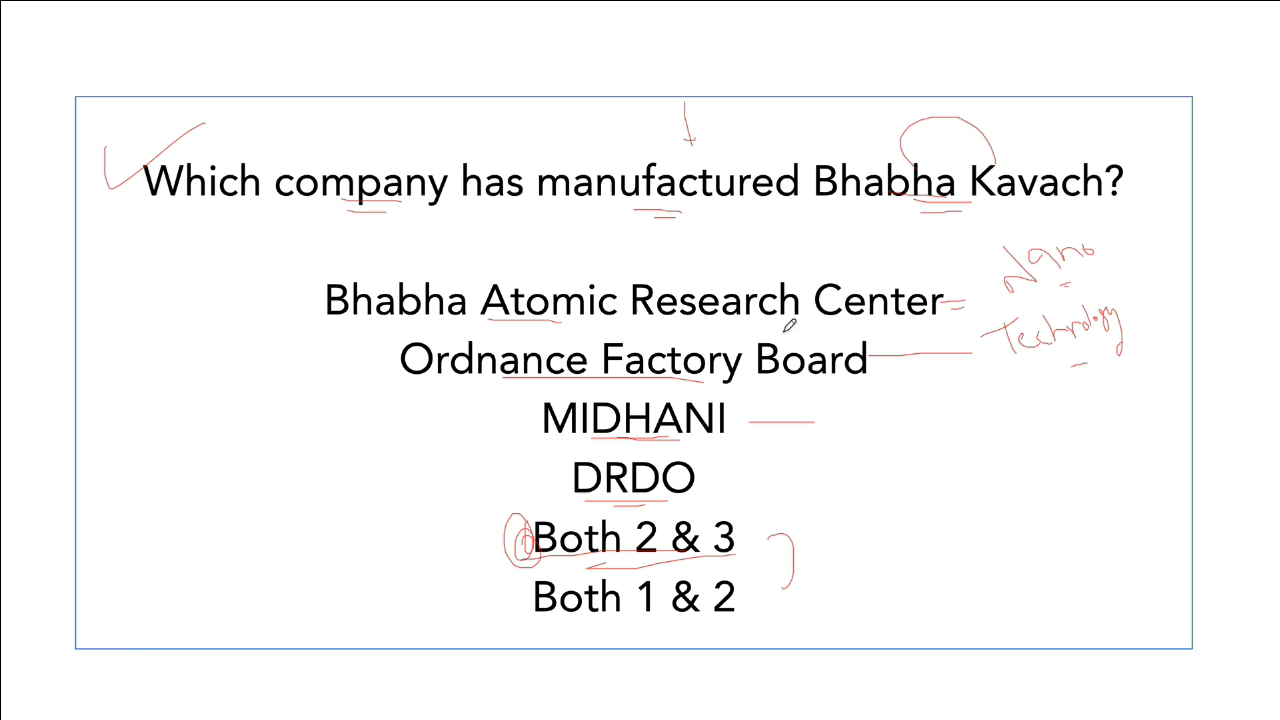 Which company has manufactured Bhabha Kavach?
Bhabha Atomic Research Center
Nano
Technology
Ordnance Factory Board
MIDHANI
DRDO
Both 2 & 3
Both 1 & 2